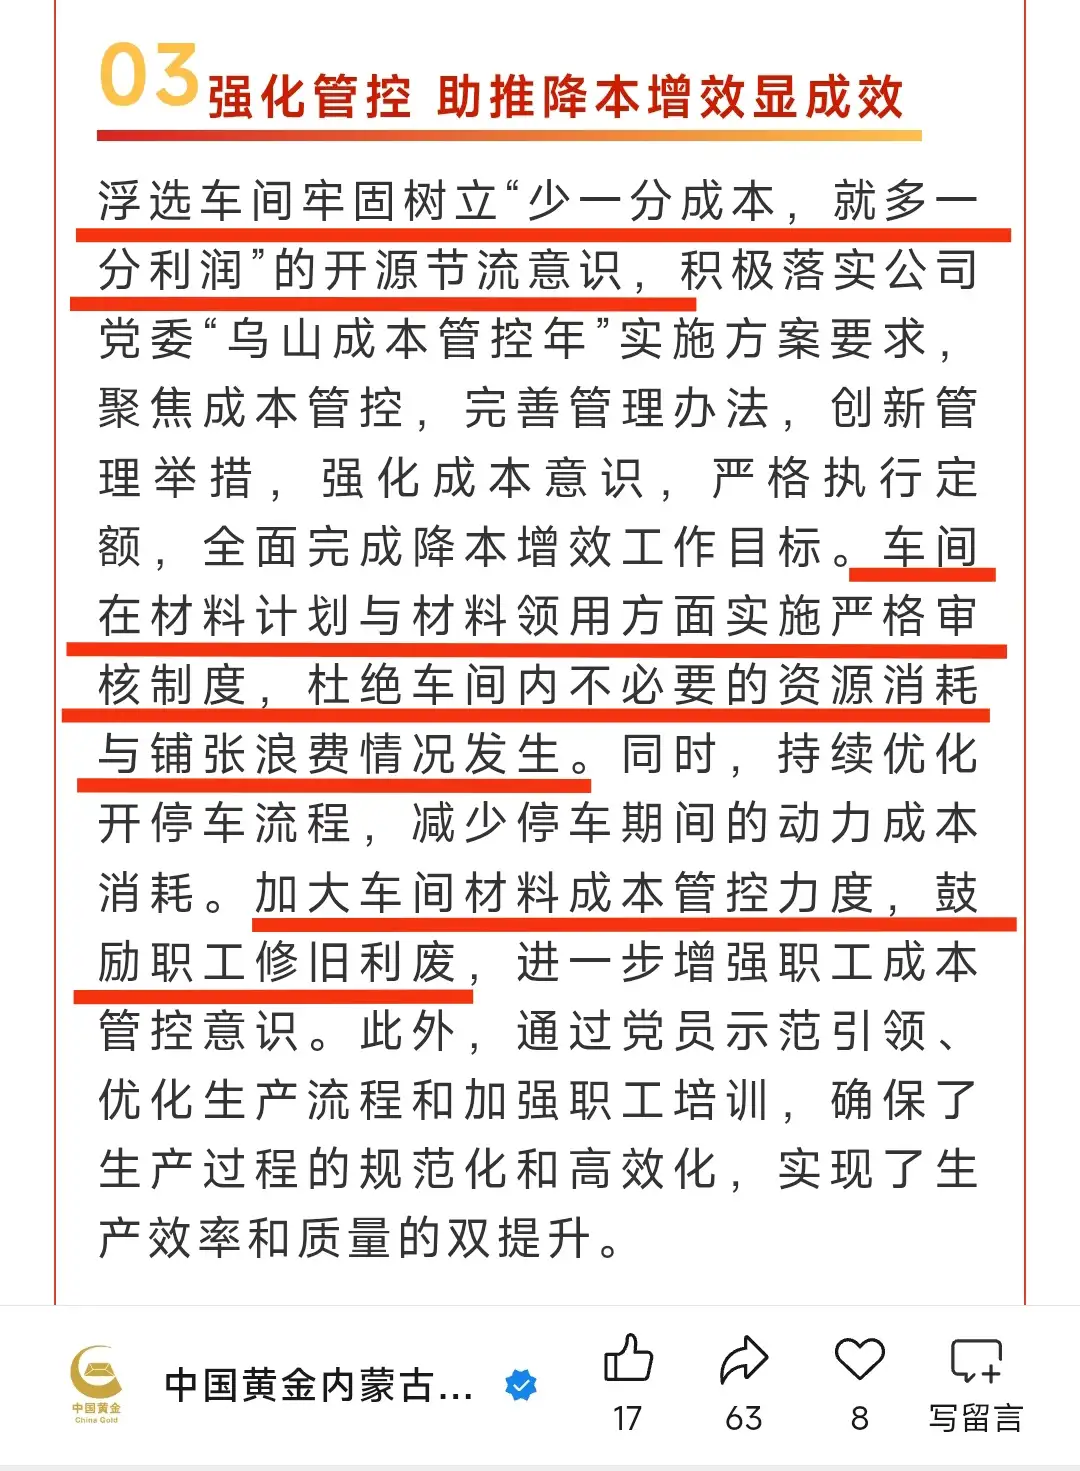 03 强化管控 助推降本增效显成效
浮选车间牢固树立“少一分成本，就多一
分利润”的开源节流意识，积极落实公司
党委“乌山成本管控年”实施方案要求，
聚焦成本管控，完善管理办法，创新管
理举措，强化成本意识，严格执行定
额，全面完成降本增效工作目标。车间
在材料计划与材料领用方面实施严格审
核制度，杜绝车间内不必要的资源消耗
与铺张浪费情况发生。同时，持续优化
开停车流程，减少停车期间的动力成本
消耗。加大车间材料成本管控力度，鼓
励职工修旧利废，进一步增强职工成本
管控意识。此外，通过党员示范引领、
优化生产流程和加强职工培训，确保了
生产过程的规范化和高效化，实现了生
产效率和质量的双提升。
中国黄金
China Gold
中国黄金内蒙古...
17
63
8
写留言